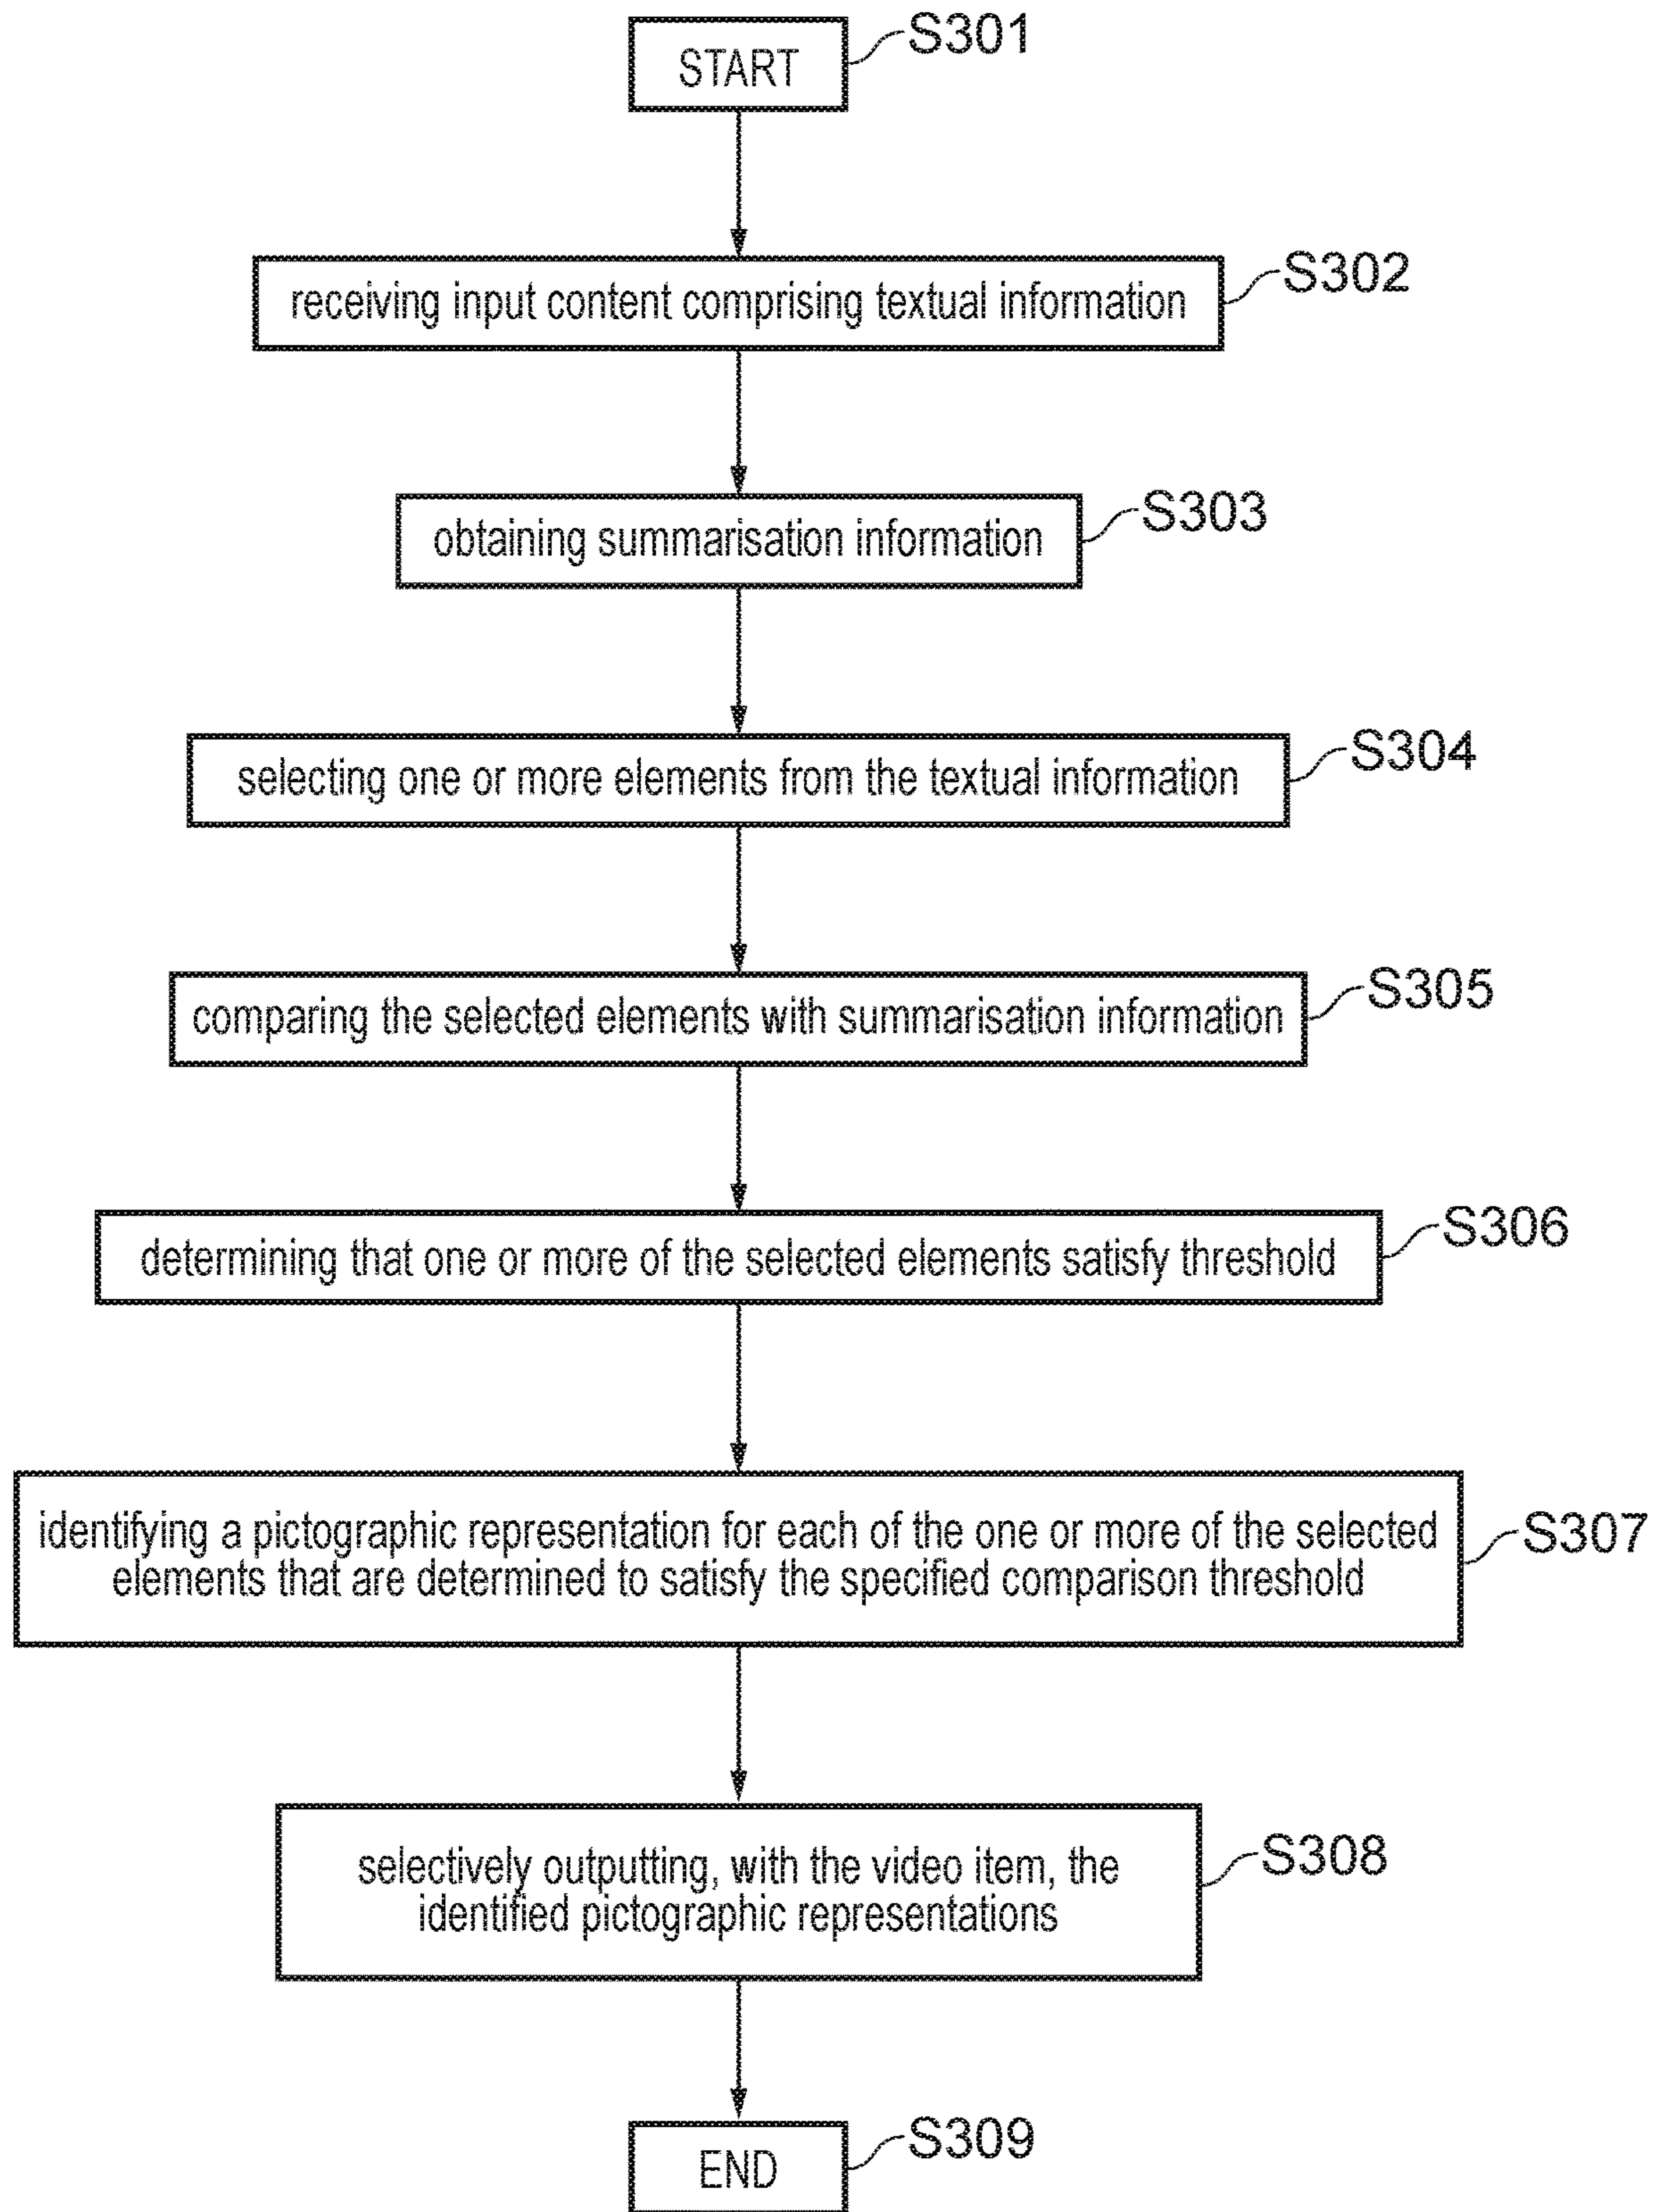 START
S301
receiving input content comprising textual information
S302
obtaining summarisation information
S303
selecting one or more elements from the textual information
S304
comparing the selected elements with summarisation information
S305
determining that one or more of the selected elements satisfy threshold
S306
identifying a pictographic representation for each of the one or more of the selected
elements that are determined to satisfy the specified comparison threshold
S307
selectively outputting, with the video item, the
identified pictographic representations
S308
END
S309